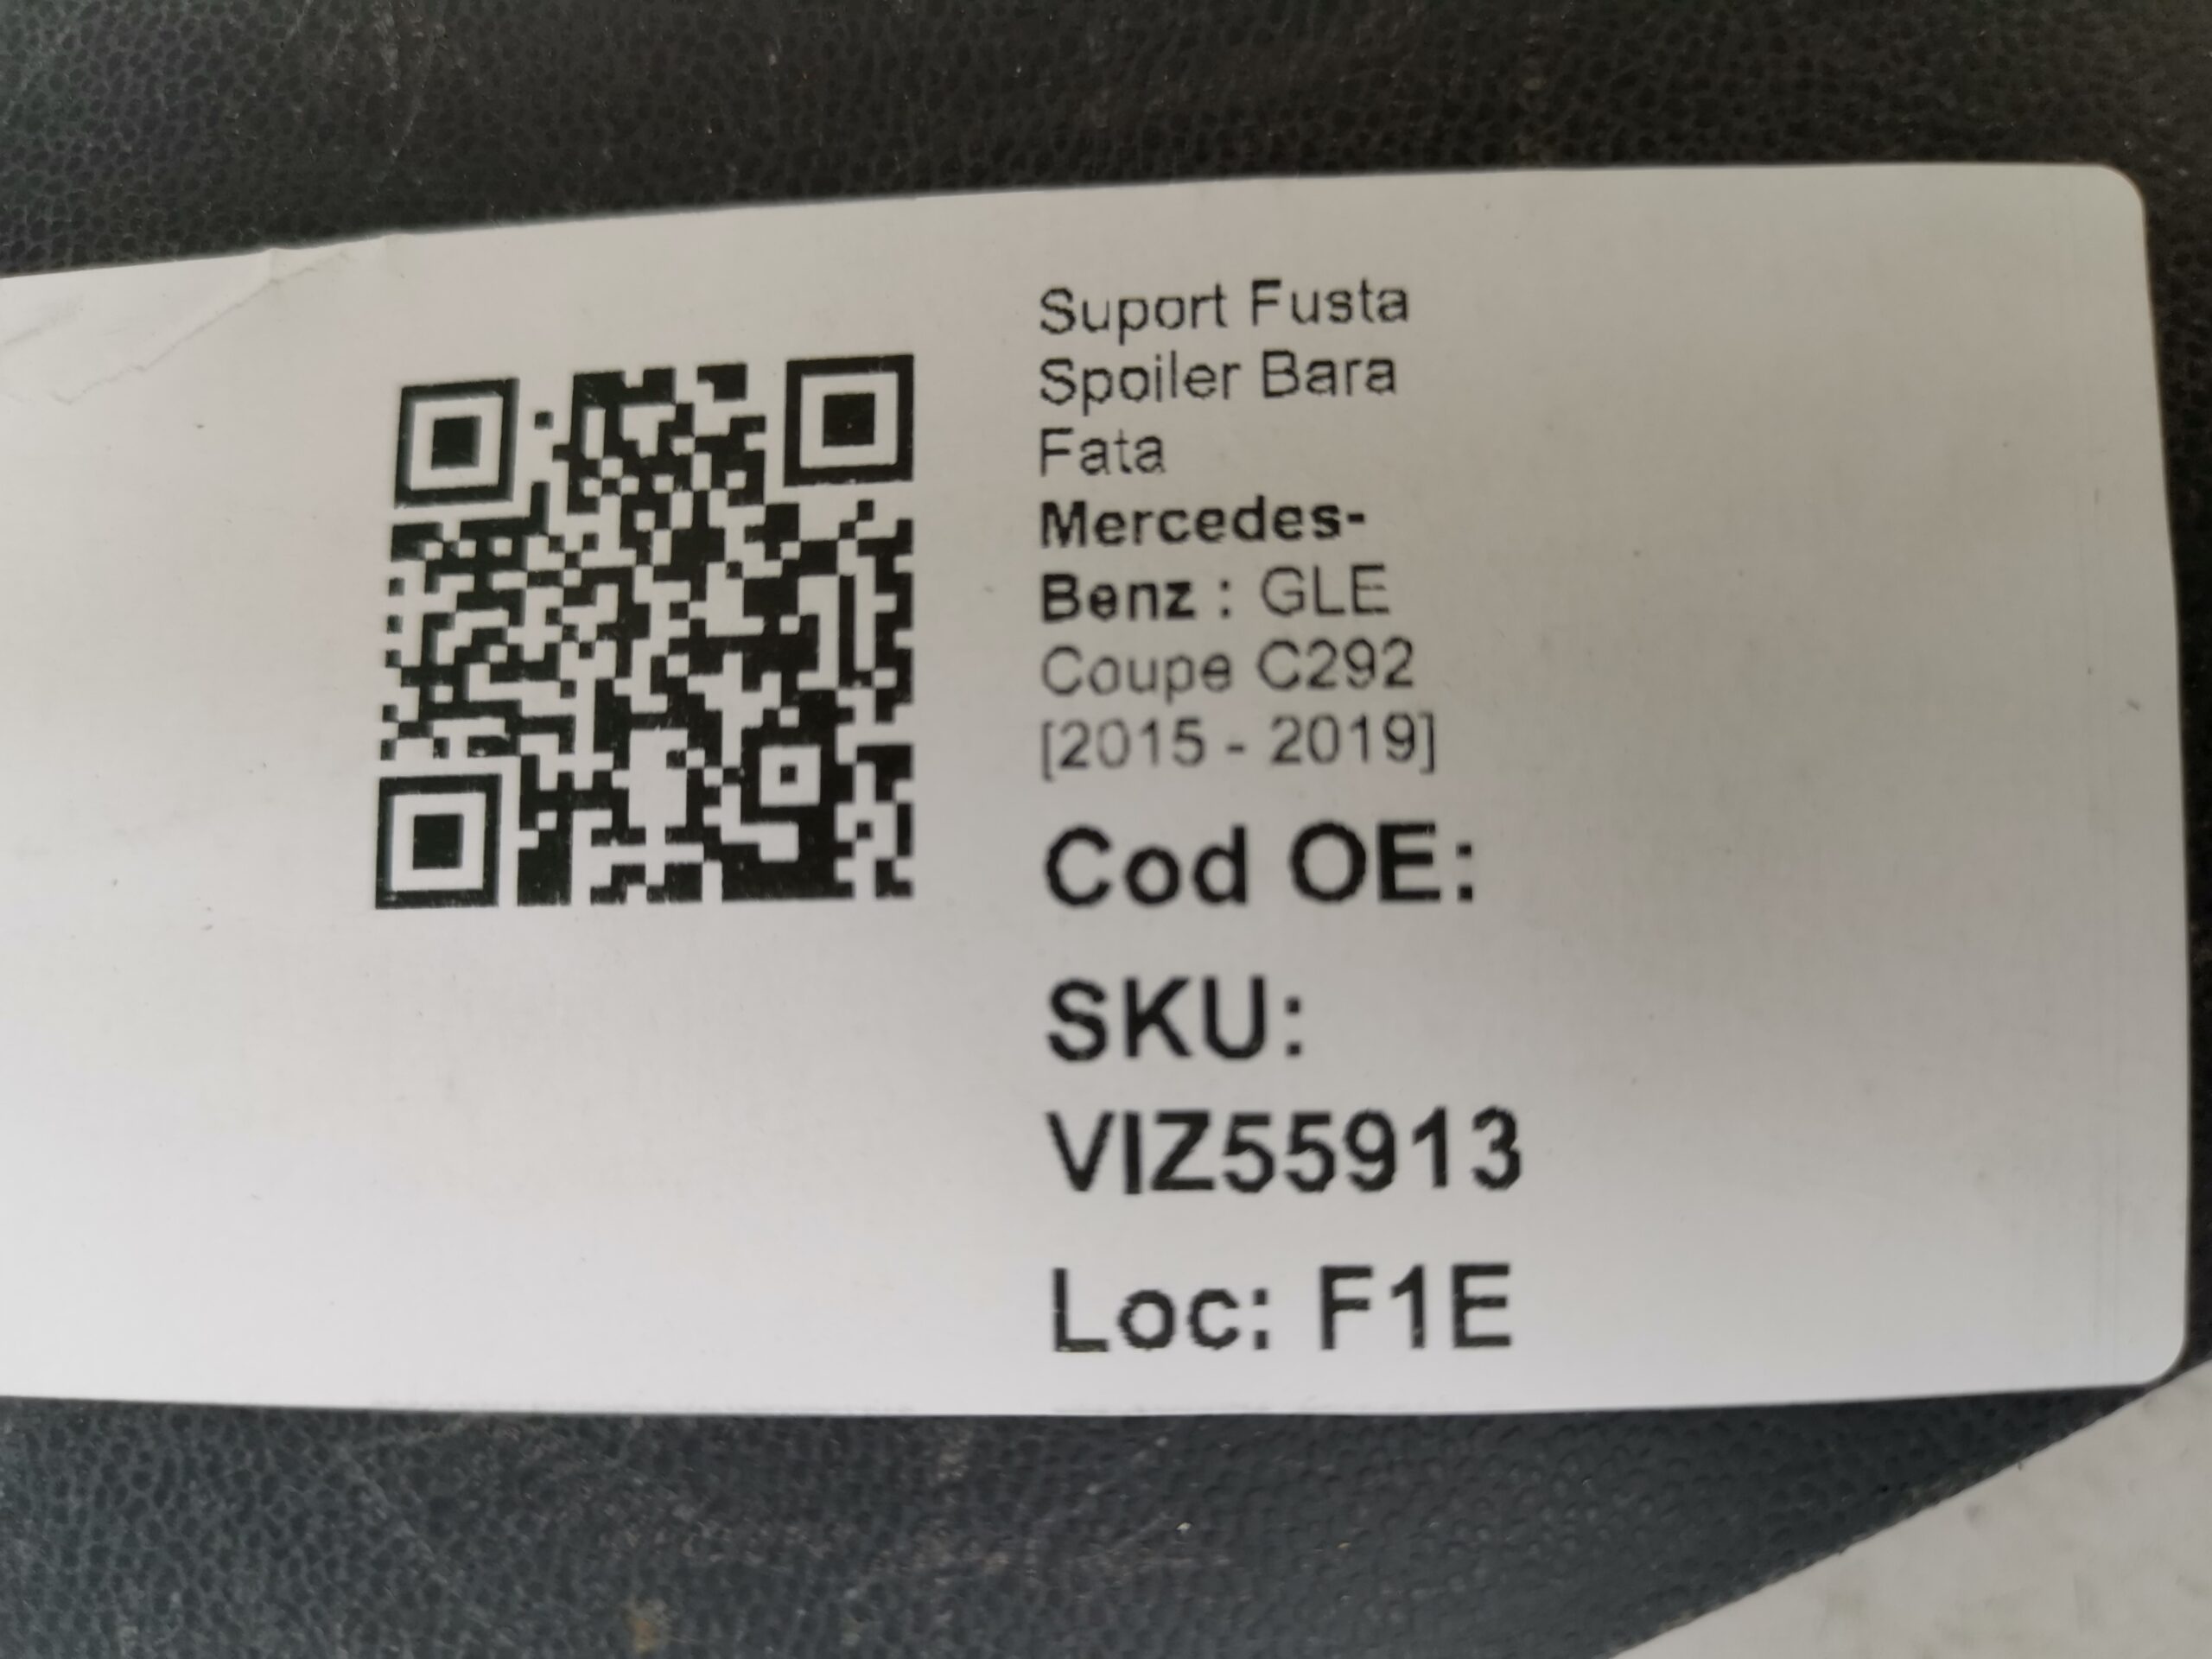 Suport Fusta
Spoiler Bara
Fata
Mercedes-
Benz : GLE
Coupe C292
[2015 - 2019]
Cod OE:
SKU:
VIZ55913
Loc: F1E